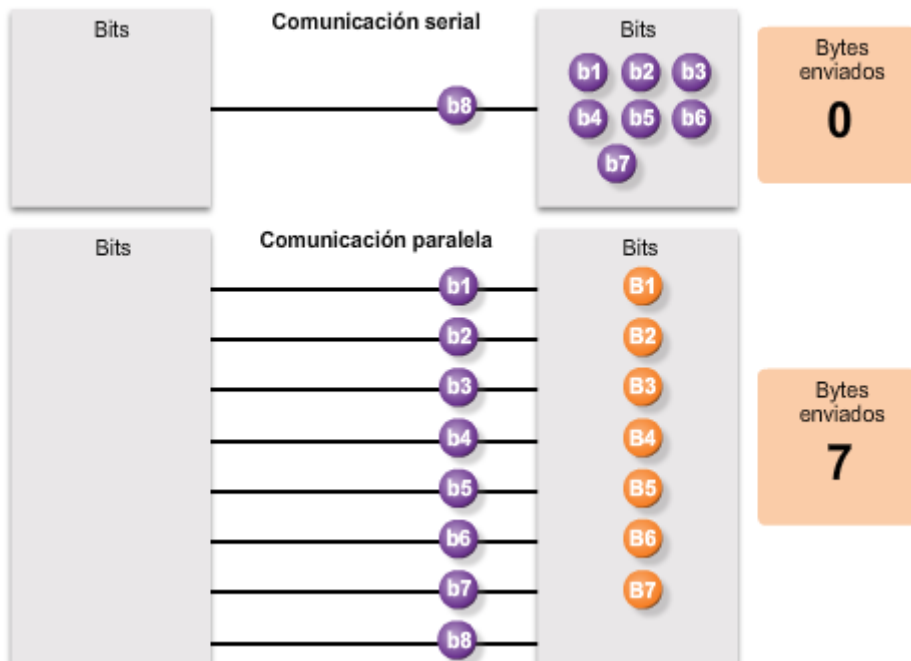 Comunicación serial
Bits
Bits
b8
b1 b2 b3
b4 b5 b6
b7
Bytes
enviados
0
Comunicación paralela
Bits
Bits
b1 B1
b2 B2
b3 B3
b4 B4
b5 B5
b6 B6
b7 B7
b8
Bytes
enviados
7